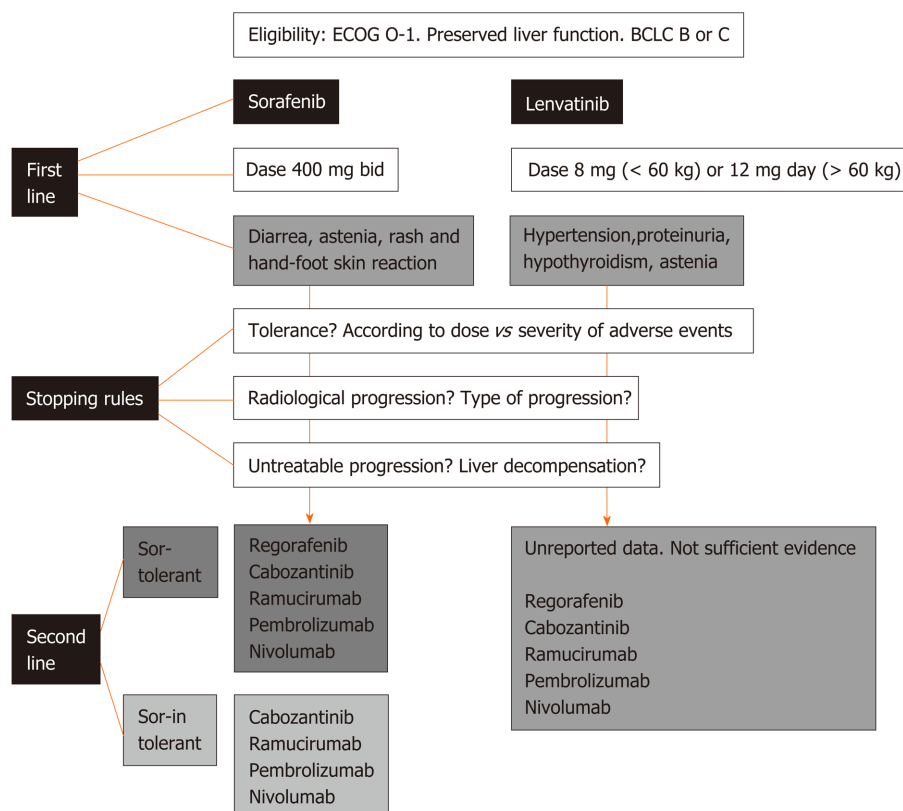 Eligibility: ECOG O-1. Preserved liver function. BCLC B or C
Sorafenib
Lenvatinib
First
line
Dase 400 mg bid
Dase 8 mg (< 60 kg) or 12 mg day (> 60 kg)
Diarrea, astenia, rash and
hand-foot skin reaction
Hypertension,proteinuria,
hypothyroidism, astenia
Tolerance? According to dose vs severity of adverse events
Stopping rules
Radiological progression? Type of progression?
Untreatable progression? Liver decompensation?
Second
line
Sor-
tolerant
Regorafenib
Cabozantinib
Ramucirumab
Pembrolizumab
Nivolumab
Unreported data. Not sufficient evidence
Regorafenib
Cabozantinib
Ramucirumab
Pembrolizumab
Nivolumab
Sor-in
tolerant
Cabozantinib
Ramucirumab
Pembrolizumab
Nivolumab